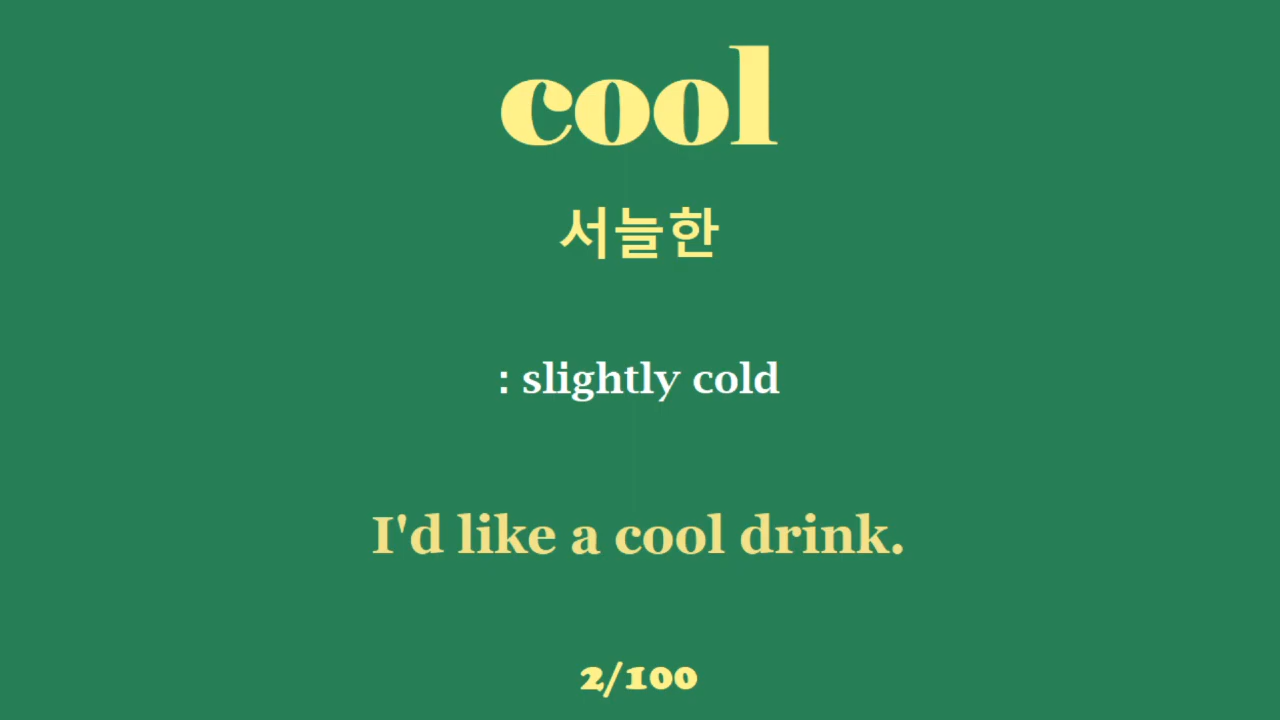 cool
서늘한
: slightly cold
I'd like a cool drink.
2/100